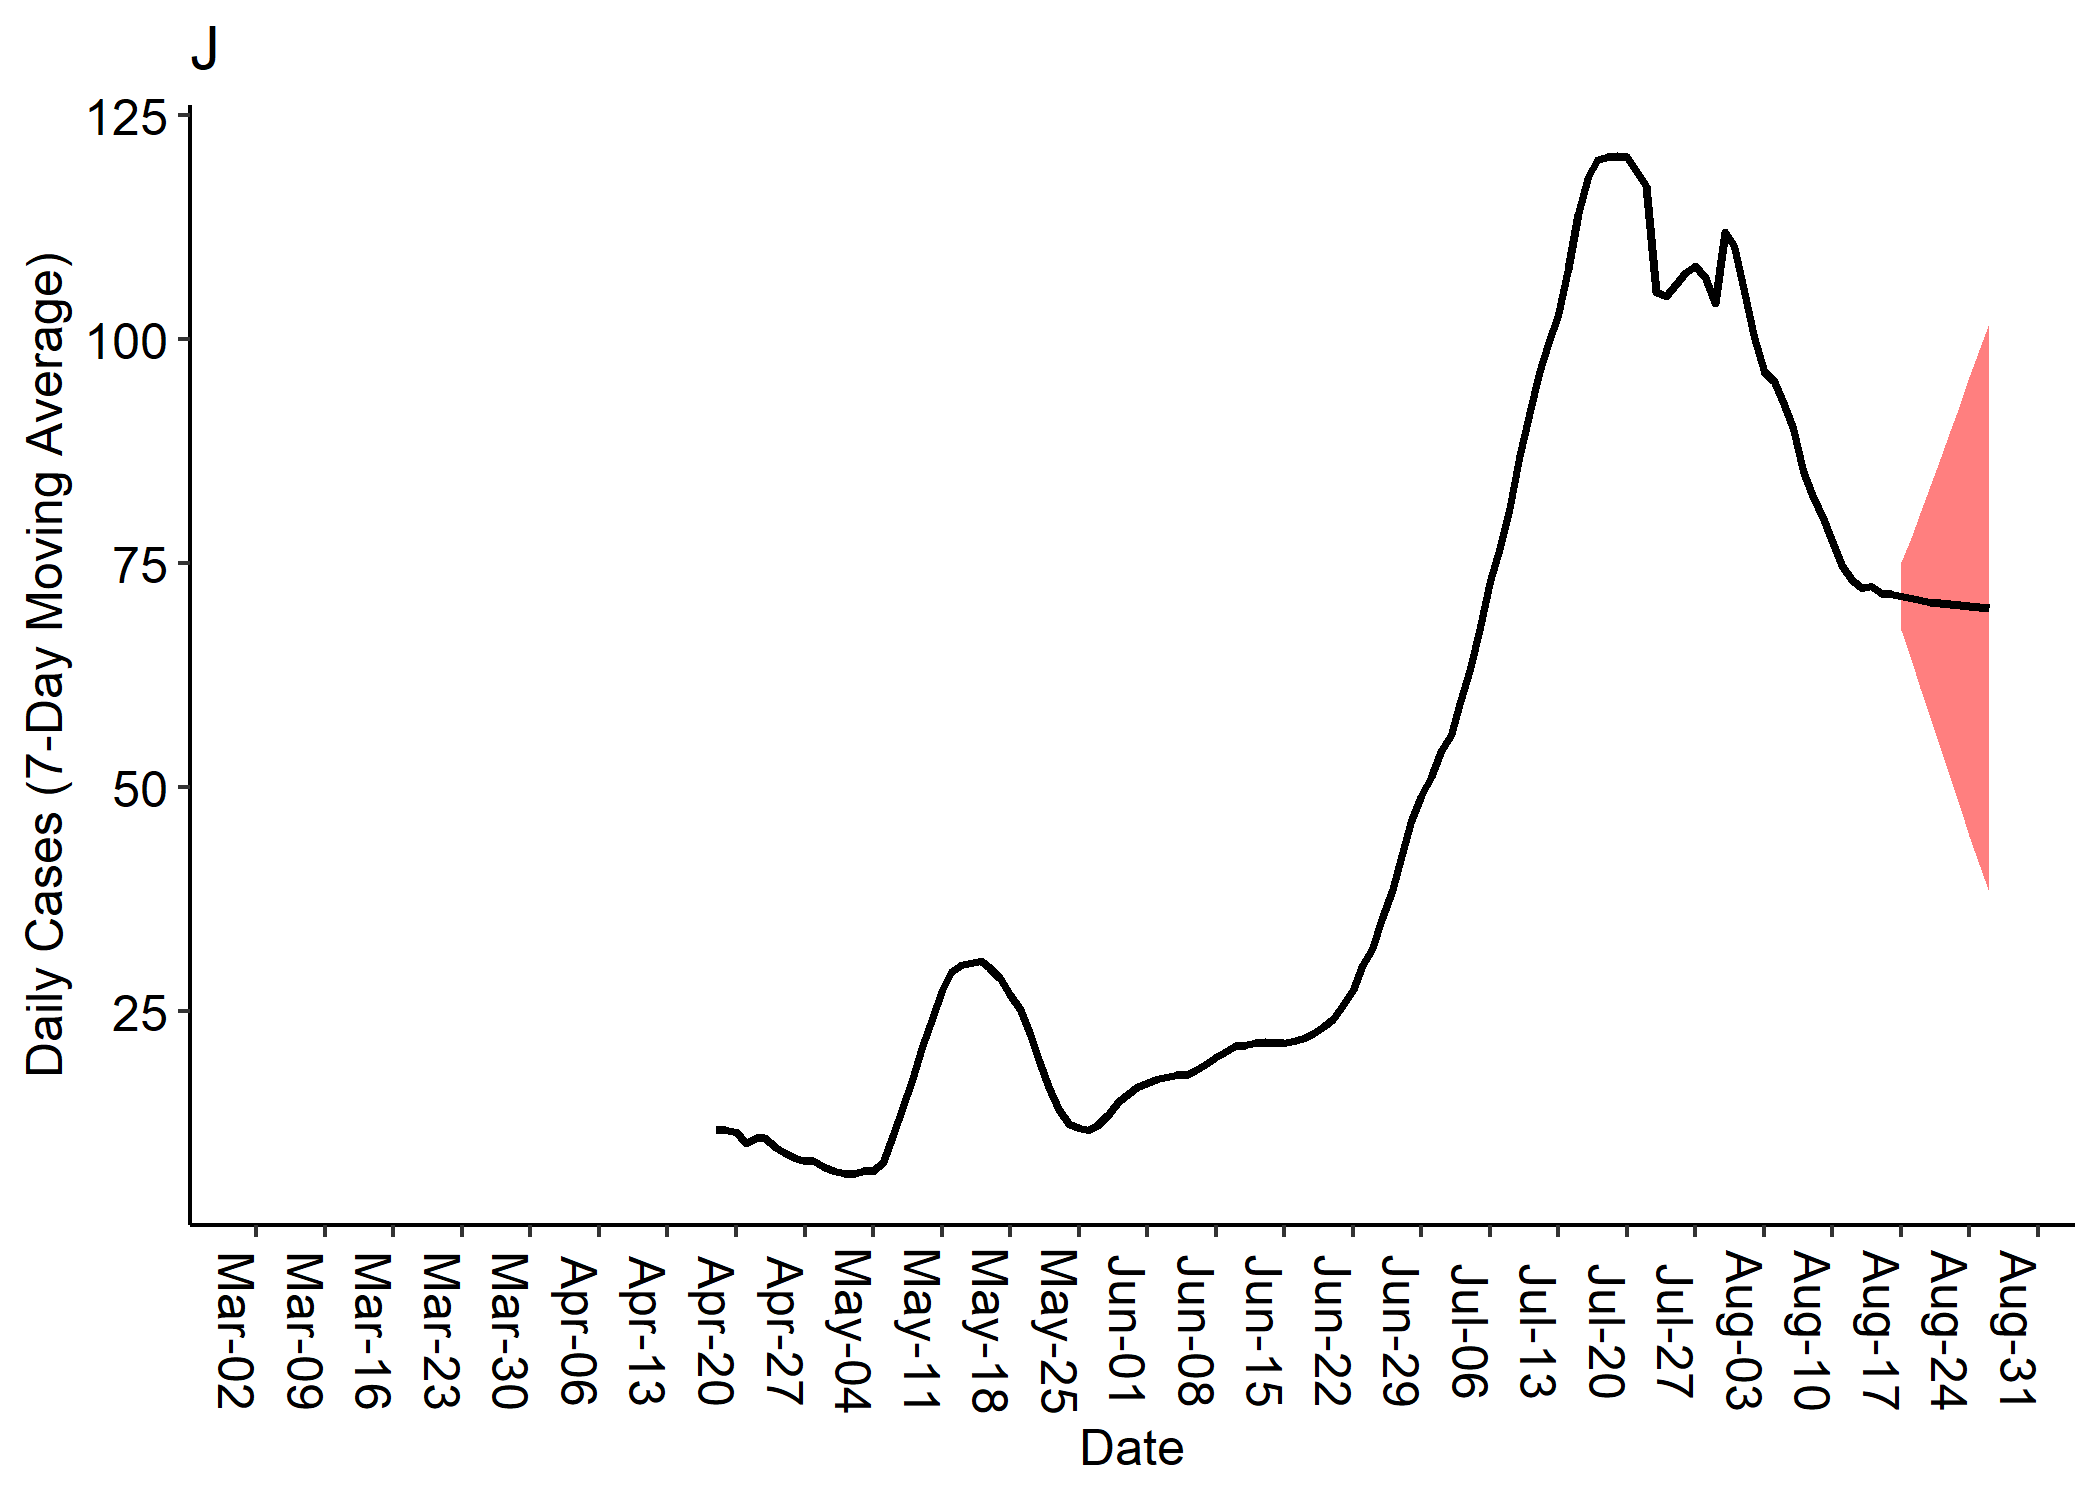 J
Daily Cases (7-Day Moving Average)
125
100
75
50
25
Mar-02
Mar-09
Mar-16
Mar-23
Mar-30
Apr-06
Apr-13
Apr-20
Apr-27
May-04
May-11
May-18
May-25
Jun-01
Jun-08
Jun-15
Jun-22
Jun-29
Jul-06
Jul-13
Jul-20
Jul-27
Aug-03
Aug-10
Aug-17
Aug-24
Aug-31
Date